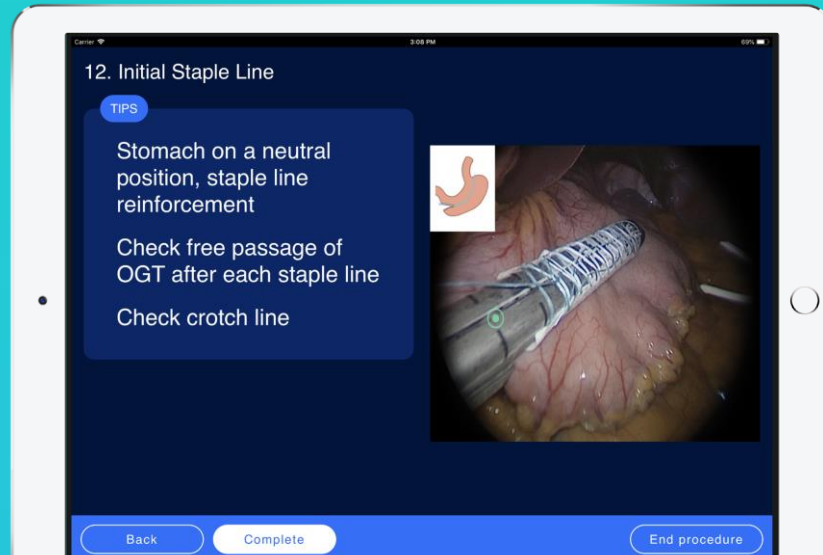 Carrier
3:08 PM
69%
12. Initial Staple Line
TIPS
Stomach on a neutral
position, staple line
reinforcement
Check free passage of
OGT after each staple line
Check crotch line
Back
Complete
End procedure